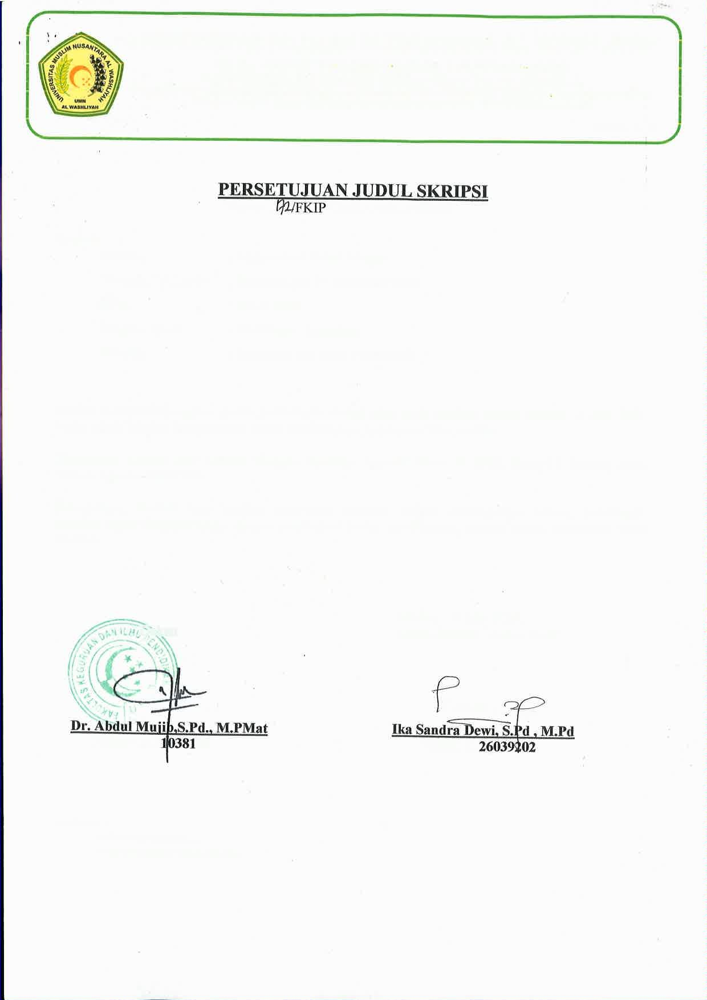 UNIVERSITAS MUSLIM NUSANTARA AL WASHLIYAH
UMN
AL WASHLIYAH
PERSETUJUAN JUDUL SKRIPSI
/FKIP
FAKULTAS KEGURUAN DAN ILMU PENDIDIKAN
Dr. Abdul Mujib,S.Pd., M.PMat
10381
Ika Sandra Dewi, S.Pd , M.Pd
26039202